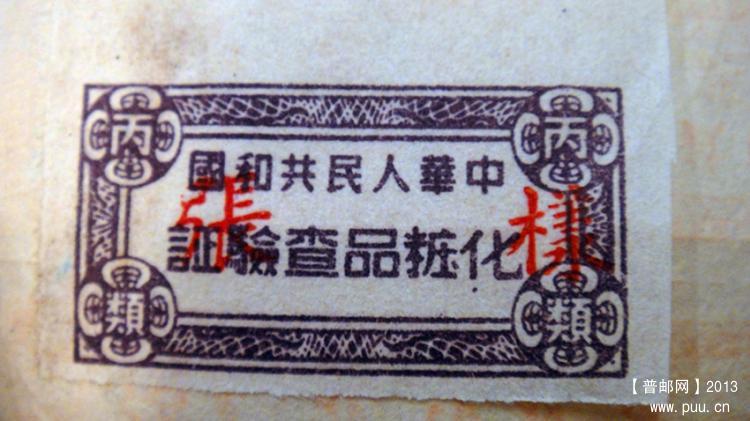 丙 丙
中華人民共和國
樣張
化粧品查驗証
類 類
【普邮网】2013
www.puu.cn